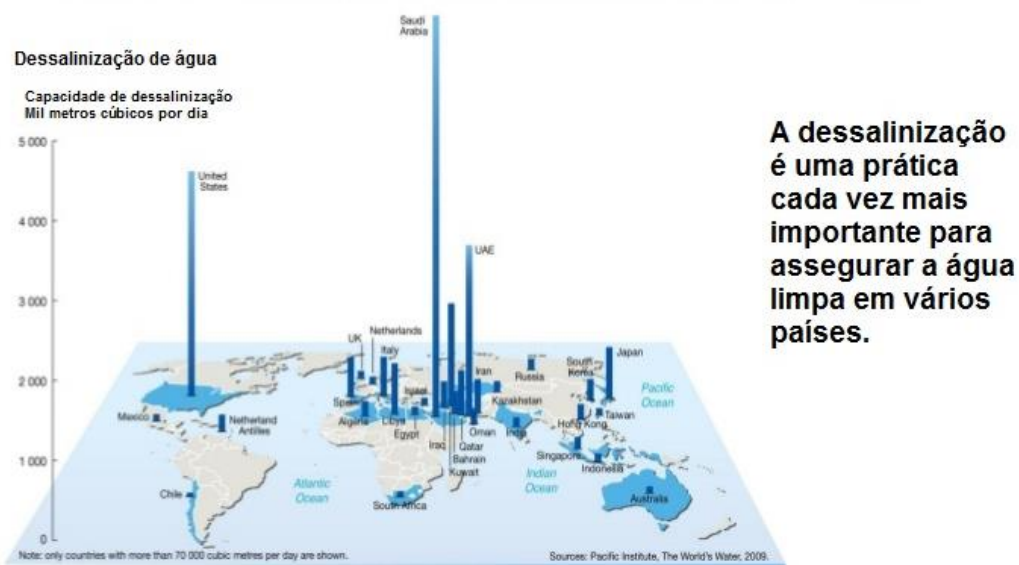 Dessalinização de água
Capacidade de dessalinização
Mil metros cúbicos por dia
5 000
4 000
3 000
2 000
1 000
0
Saudi
Arabia
United
States
UAE
UK
Netherlands
Italy
Spain
Algeria
Libya
Israel
Egypt
Iraq
Iran
Kazakhstan
Russia
South
Korea
Japan
Pacific
Ocean
Mexico
Netherland
Antilles
Oman
Qatar
Bahrain
Kuwait
India
Hong Kong
Taiwan
Singapore
Indonesia
Indian
Ocean
Atlantic
Ocean
Chile
South Africa
Australia
Note: only countries with more than 70 000 cubic metres per day are shown.
Sources: Pacific Institute, The World's Water, 2009.
A dessalinização
é uma prática
cada vez mais
importante para
assegurar a água
limpa em vários
países.